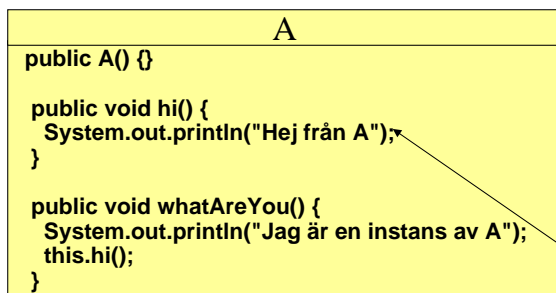 A
public A() {}
public void hi() {
System.out.println("Hej från A");
}
public void whatAreYou() {
System.out.println("Jag är en instans av A");
this.hi();
}